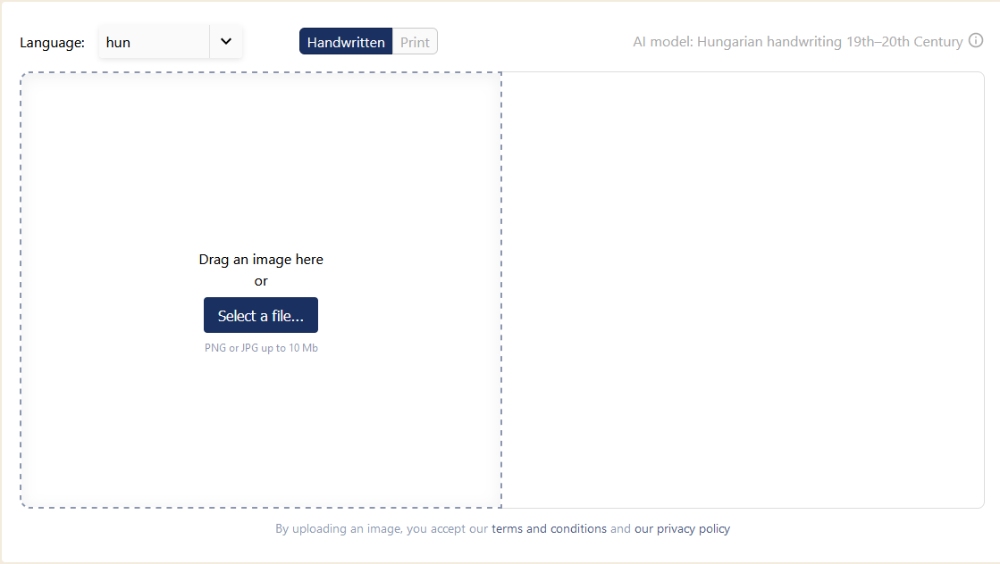 Language: hun Handwritten Print AI model: Hungarian handwriting 19th–20th Century
Drag an image here
or
Select a file...
PNG or JPG up to 10 Mb
By uploading an image, you accept our terms and conditions and our privacy policy